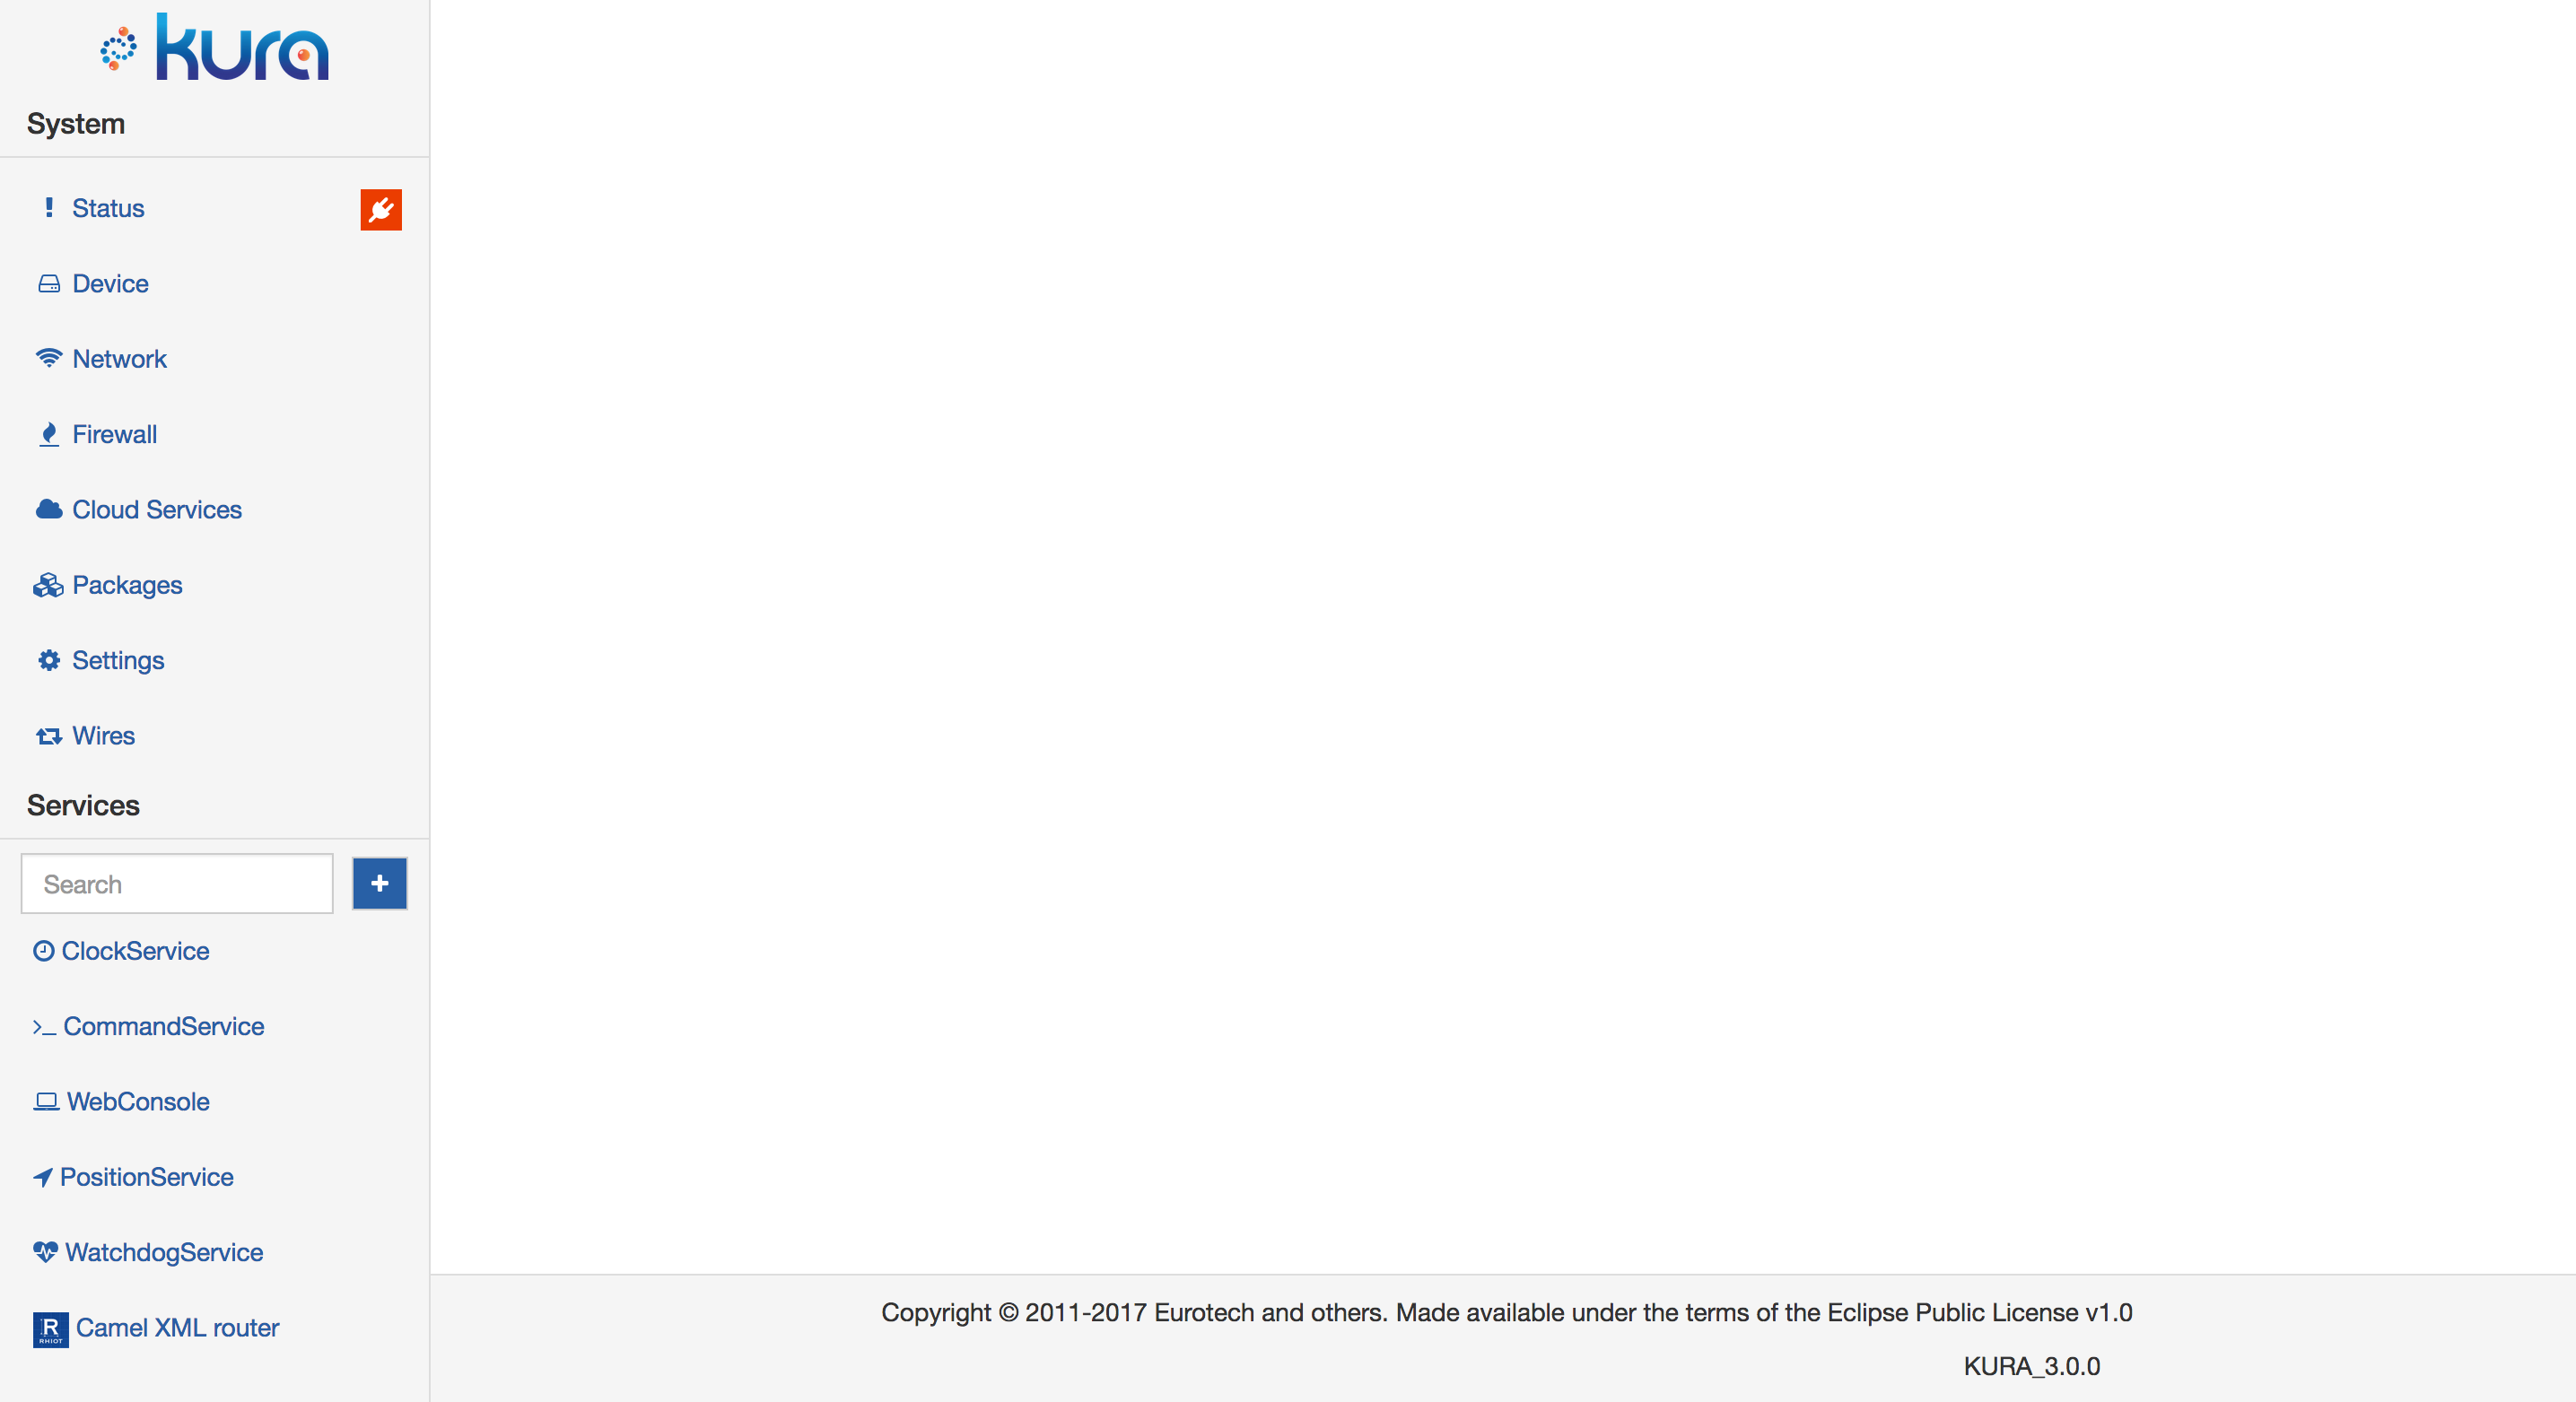 kura
System
Status
Device
Network
Firewall
Cloud Services
Packages
Settings
Wires
Services
Search
ClockService
CommandService
WebConsole
PositionService
WatchdogService
R
RHIOT
Camel XML router
Copyright © 2011-2017 Eurotech and others. Made available under the terms of the Eclipse Public License v1.0
KURA_3.0.0